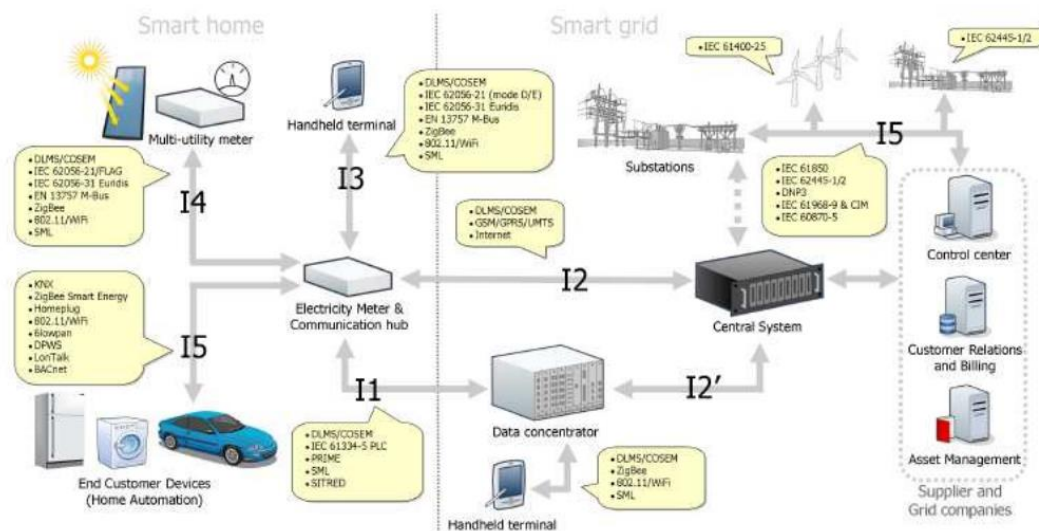 Smart home
Smart grid
Multi-utility meter
• DLMS/COSEM
• IEC 62056-21/FLAG
• IEC 62056-31 Euridis
• EN 13757 M-Bus
• ZigBee
• 802.11/WiFi
• SML
I4
Handheld terminal
• DLMS/COSEM
• IEC 62056-21 (mode D/E)
• IEC 62056-31 Euridis
• EN 13757 M-Bus
• ZigBee
• 802.11/WiFi
• SML
I3
• IEC 61400-25
• IEC 62445-1/2
Substations
I5
• IEC 61850
• IEC 62445-1/2
• DNP3
• IEC 61968-9 & CIM
• IEC 60870-5
• DLMS/COSEM
• GSM/GPRS/UMTS
• Internet
I2
Electricity Meter &
Communication hub
Central System
• KNX
• ZigBee Smart Energy
• Homeplug
• 802.11/WiFi
• 6lowpan
• DPWS
• LonTalk
• BACnet
I5
End Customer Devices
(Home Automation)
I1
• DLMS/COSEM
• IEC 61334-5 PLC
• PRIME
• SML
• SITRED
Data concentrator
I2'
Handheld terminal
• DLMS/COSEM
• ZigBee
• 802.11/WiFi
• SML
Control center
Customer Relations
and Billing
Asset Management
Supplier and
Grid companies